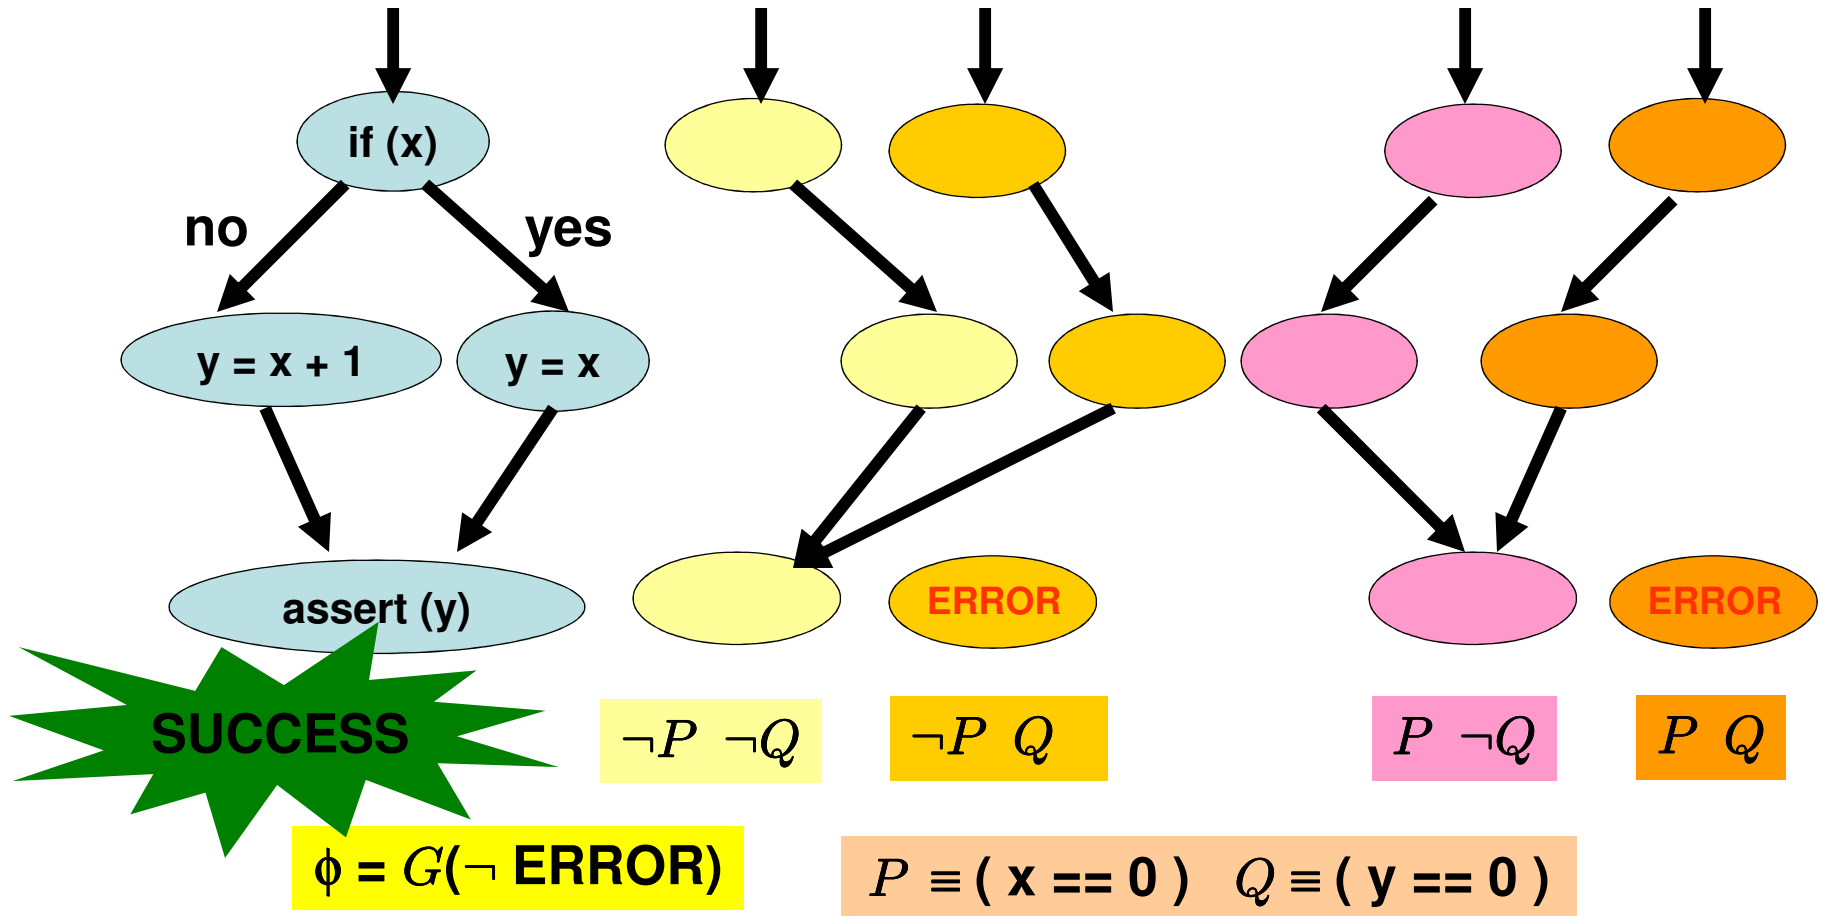 if (x)
no
yes
y = x + 1
y = x
assert (y)
ERROR
ERROR
SUCCESS
¬P ¬Q
¬P Q
P ¬Q
P Q
ϕ = G(¬ ERROR)
P ≡ ( x == 0 ) Q ≡ ( y == 0 )